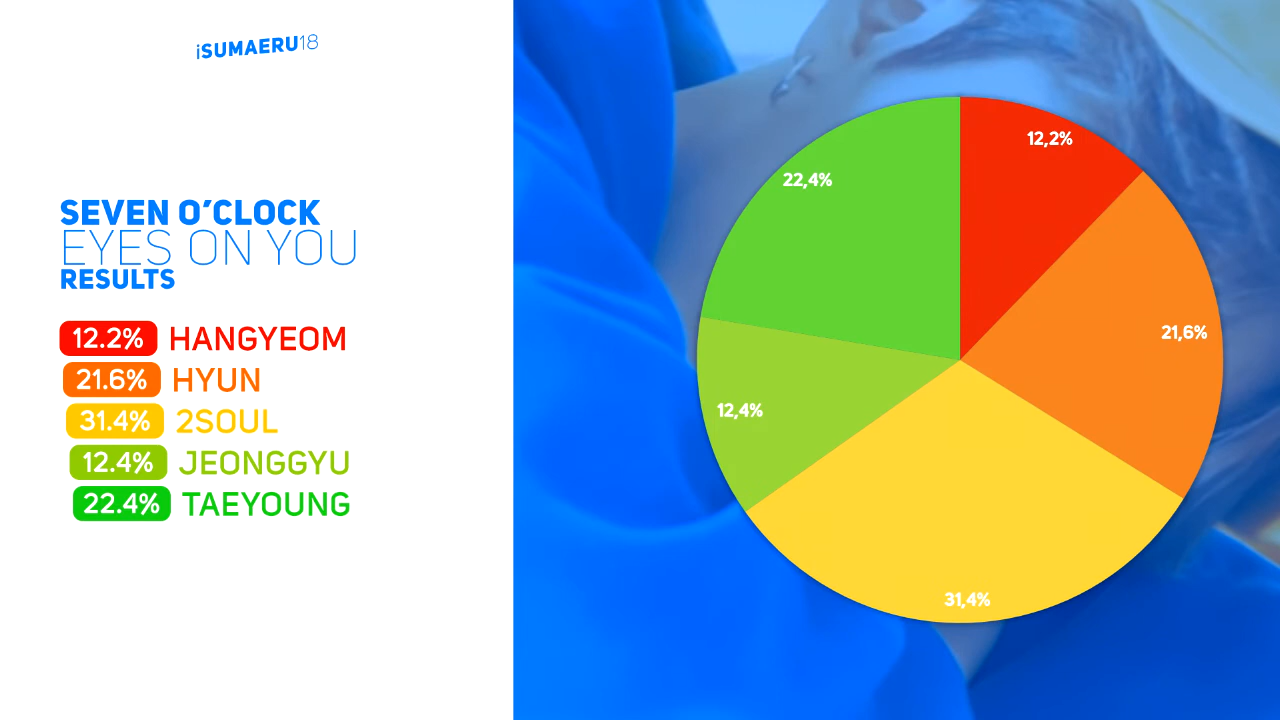 iSUMAERU18
SEVEN O'CLOCK
EYES ON YOU
RESULTS
12.2% HANGYEOM
21.6% HYUN
31.4% 2SOUL
12.4% JEONGGYU
22.4% TAEYOUNG
12,2%
22,4%
21,6%
12,4%
31,4%